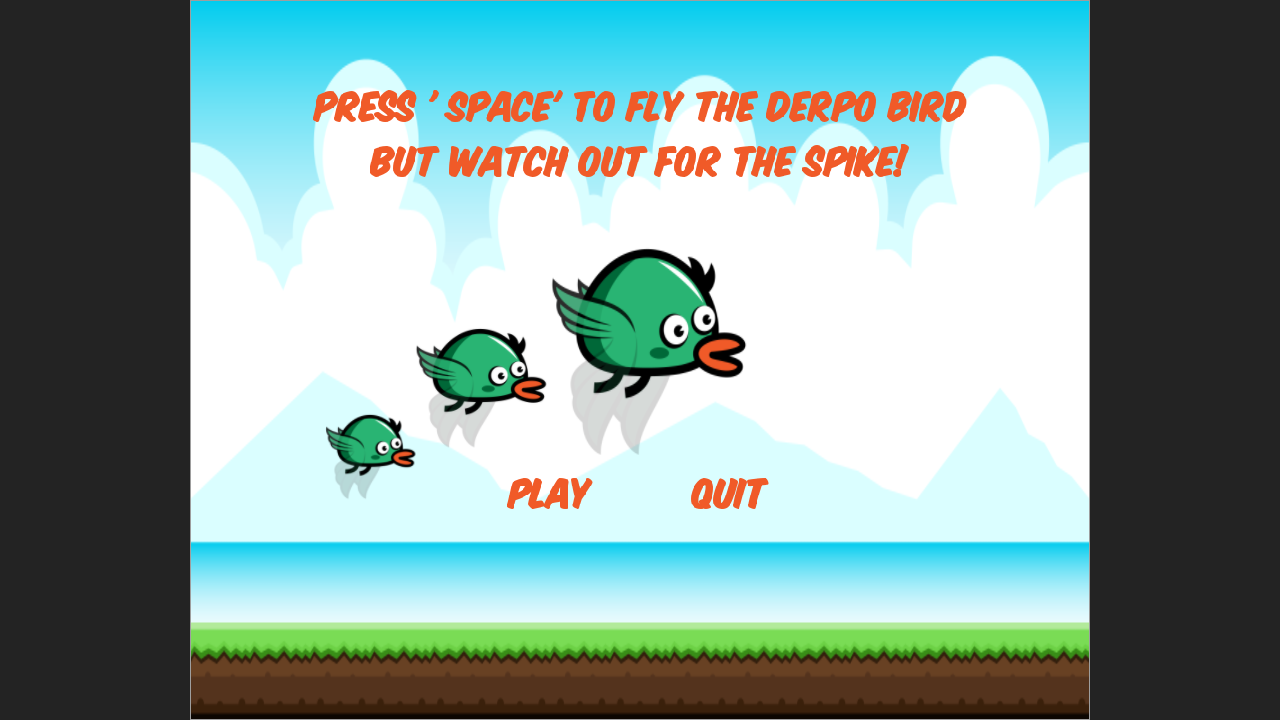 PRESS ' SPACE' TO FLY THE DERPO BIRD
BUT WATCH OUT FOR THE SPIKE!
PLAY QUIT